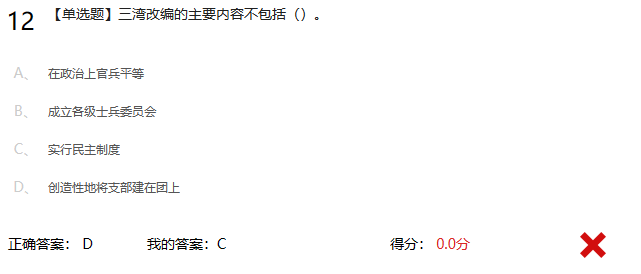 12 【单选题】三湾改编的主要内容不包括（）。
A、 在政治上官兵平等
B、 成立各级士兵委员会
C、 实行民主制度
D、 创造性地将支部建在团上
正确答案： D 我的答案：C 得分： 0.0分